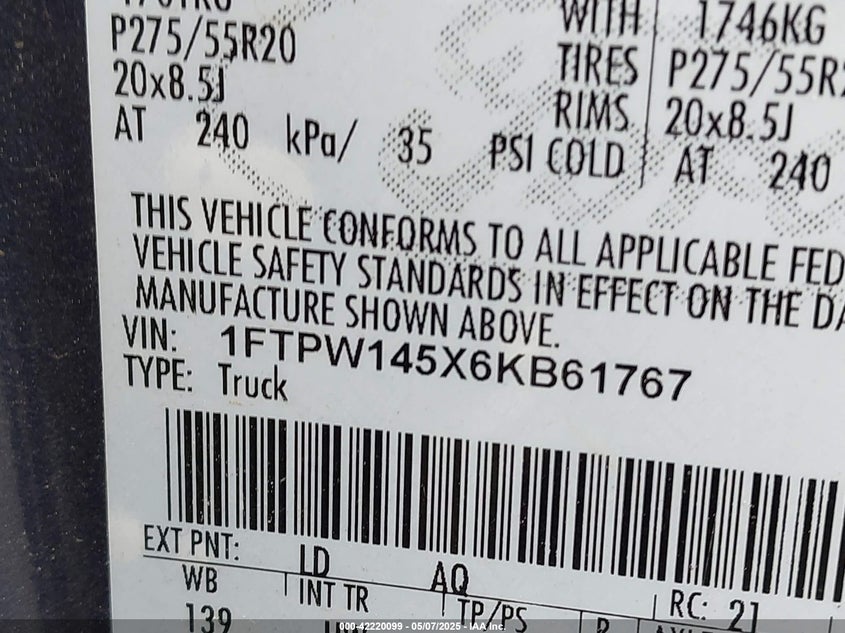 P275/55R20
20x8.5J
AT 240 kPa/ 35 PSI COLD
WITH 1746KG
TIRES P275/55R
RIMS 20x8.5J
AT 240
THIS VEHICLE CONFORMS TO ALL APPLICABLE FED
VEHICLE SAFETY STANDARDS IN EFFECT ON THE DA
MANUFACTURE SHOWN ABOVE.
VIN: 1FTPW145X6KB61767
TYPE: Truck
EXT PNT: LD AQ
WB INT TR TP/PS R RC: 21
139
000-42220099 - 05/07/2025 - IAA Inc.